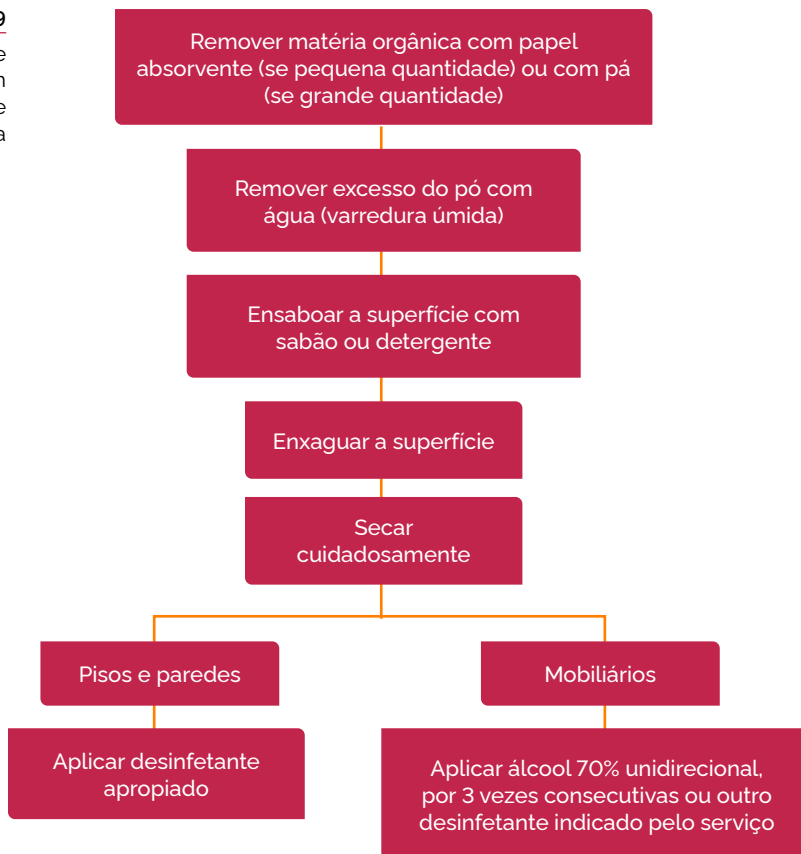 9
e
m
e
a
Remover matéria orgânica com papel
absorvente (se pequena quantidade) ou com pá
(se grande quantidade)
Remover excesso do pó com
água (varredura úmida)
Ensaboar a superfície com
sabão ou detergente
Enxaguar a superfície
Secar
cuidadosamente
Pisos e paredes
Mobiliários
Aplicar desinfetante
apropiado
Aplicar álcool 70% unidirecional,
por 3 vezes consecutivas ou outro
desinfetante indicado pelo serviço